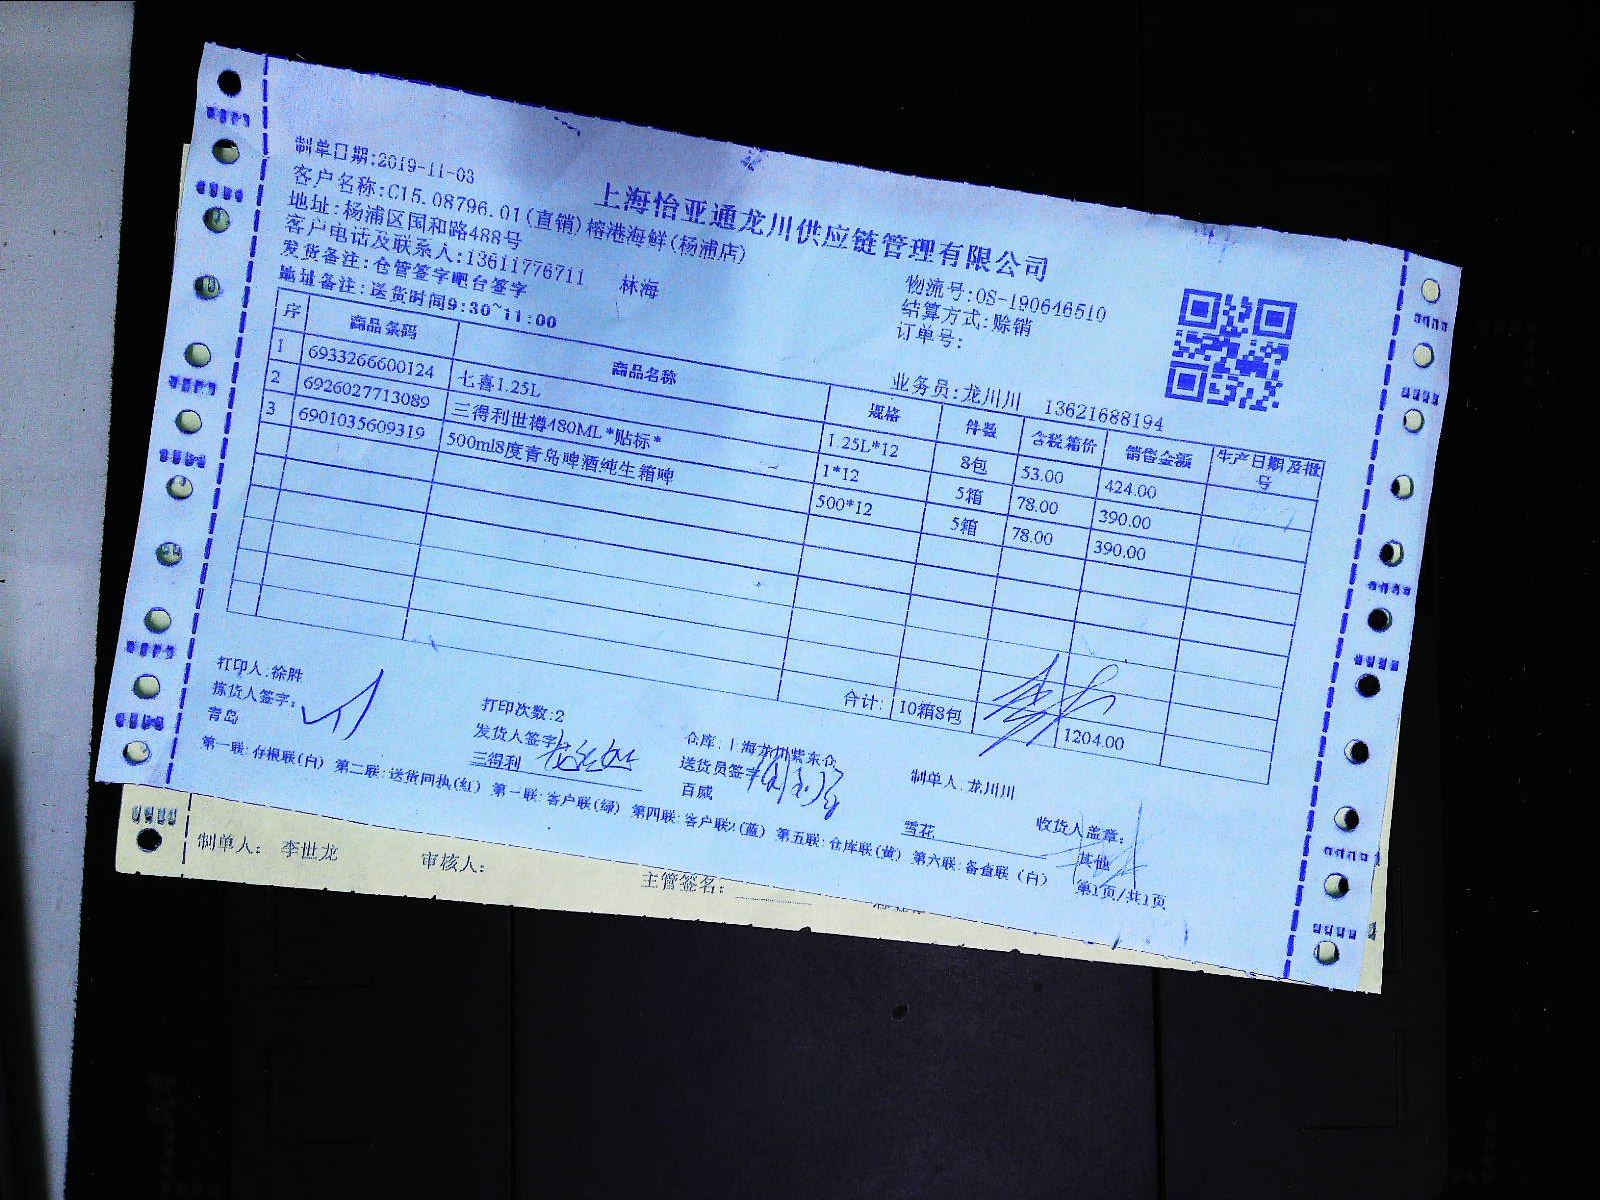 制单日期:2019-11-03
上海怡亚通龙川供应链管理有限公司
客户名称:C15.08796.01(直销)榕港海鲜(杨浦店)
地址:杨浦区国和路488号
客户电话及联系人:13611776711 林海
发货备注:仓管签字吧台签字
地址备注:送货时间9:30~11:00
物流号:OS-190646510
结算方式:赊销
订单号:
业务员:龙川川 13621688194
序 商品条码 商品名称 规格 件数 含税箱价 销售金额 生产日期及批号
1 6933266600124 七喜1.25L 1.25L*12 8包 53.00 424.00
2 6926027713089 三得利世樽480ML*贴标* 1*12 5箱 78.00 390.00
3 6901035609319 500ml8度青岛啤酒纯生箱啤 500*12 5箱 78.00 390.00
合计: 10箱8包 1204.00
打印人:徐胜 打印次数:2 仓库:上海龙川紫东仓 制单人:龙川川
拣货人签字: 发货人签字 送货员签字 收货人盖章:
青岛 三得利 百威 雪花 其他
第一联:存根联(白) 第二联:送货回执(红) 第一联:客户联(绿) 第四联:客户联2(蓝) 第五联:仓库联(黄) 第六联:备查联(白) 第1页/共1页
制单人: 李世龙 审核人: 主管签名: